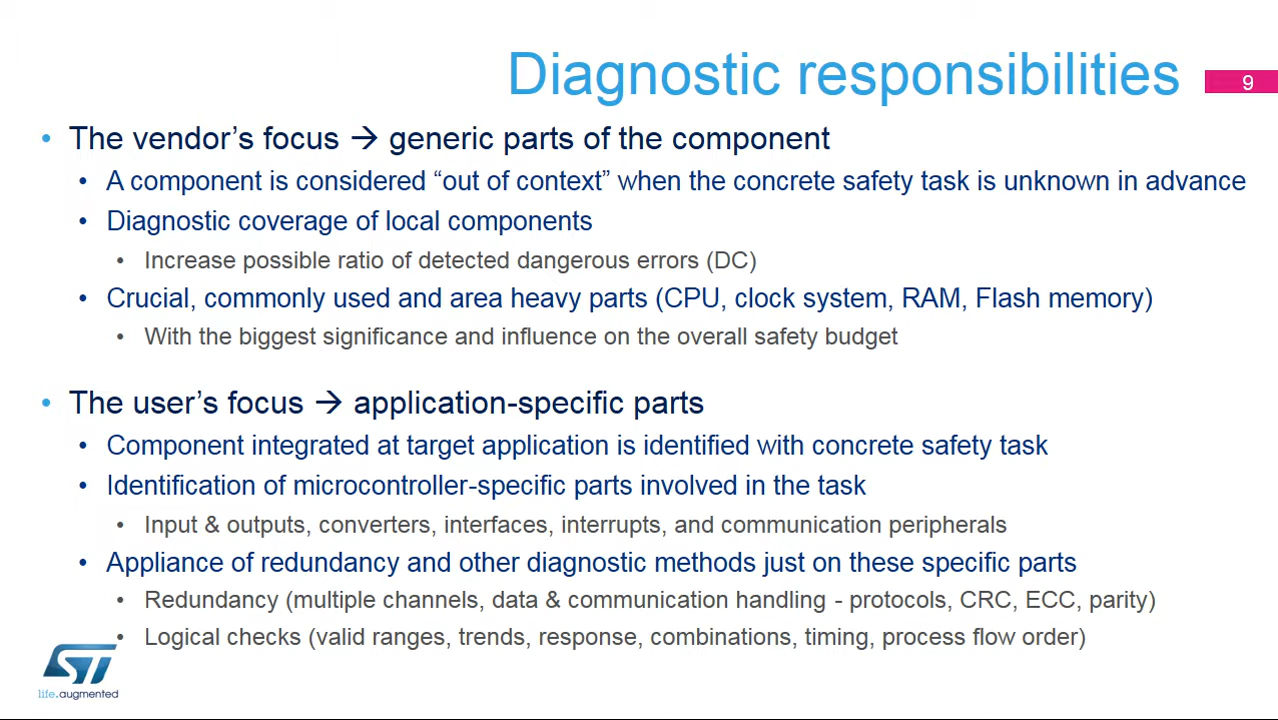 Diagnostic responsibilities
9
• The vendor’s focus → generic parts of the component
• A component is considered “out of context” when the concrete safety task is unknown in advance
• Diagnostic coverage of local components
• Increase possible ratio of detected dangerous errors (DC)
• Crucial, commonly used and area heavy parts (CPU, clock system, RAM, Flash memory)
• With the biggest significance and influence on the overall safety budget
• The user’s focus → application-specific parts
• Component integrated at target application is identified with concrete safety task
• Identification of microcontroller-specific parts involved in the task
• Input & outputs, converters, interfaces, interrupts, and communication peripherals
• Appliance of redundancy and other diagnostic methods just on these specific parts
• Redundancy (multiple channels, data & communication handling - protocols, CRC, ECC, parity)
• Logical checks (valid ranges, trends, response, combinations, timing, process flow order)
ST
life.augmented